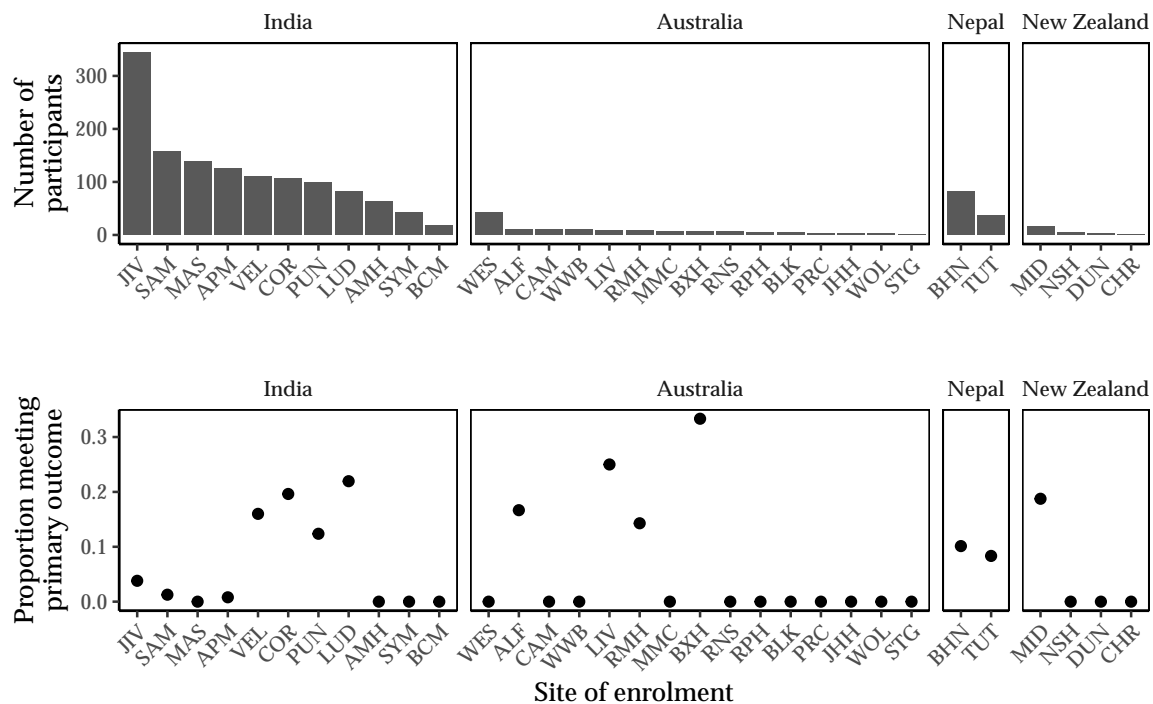 India Australia Nepal New Zealand
Number of
participants
300
200
100
0
JIV SAM MAS APM VEL COR PUN LUD AMH SYM BCM WES ALF CAM WWB LIV RMH MMC BXH RNS RPH BLK PRC JHH WOL STG BHN TUT MID NSH DUN CHR
India Australia Nepal New Zealand
Proportion meeting
primary outcome
0.3
0.2
0.1
0.0
JIV SAM MAS APM VEL COR PUN LUD AMH SYM BCM WES ALF CAM WWB LIV RMH MMC BXH RNS RPH BLK PRC JHH WOL STG BHN TUT MID NSH DUN CHR
Site of enrolment